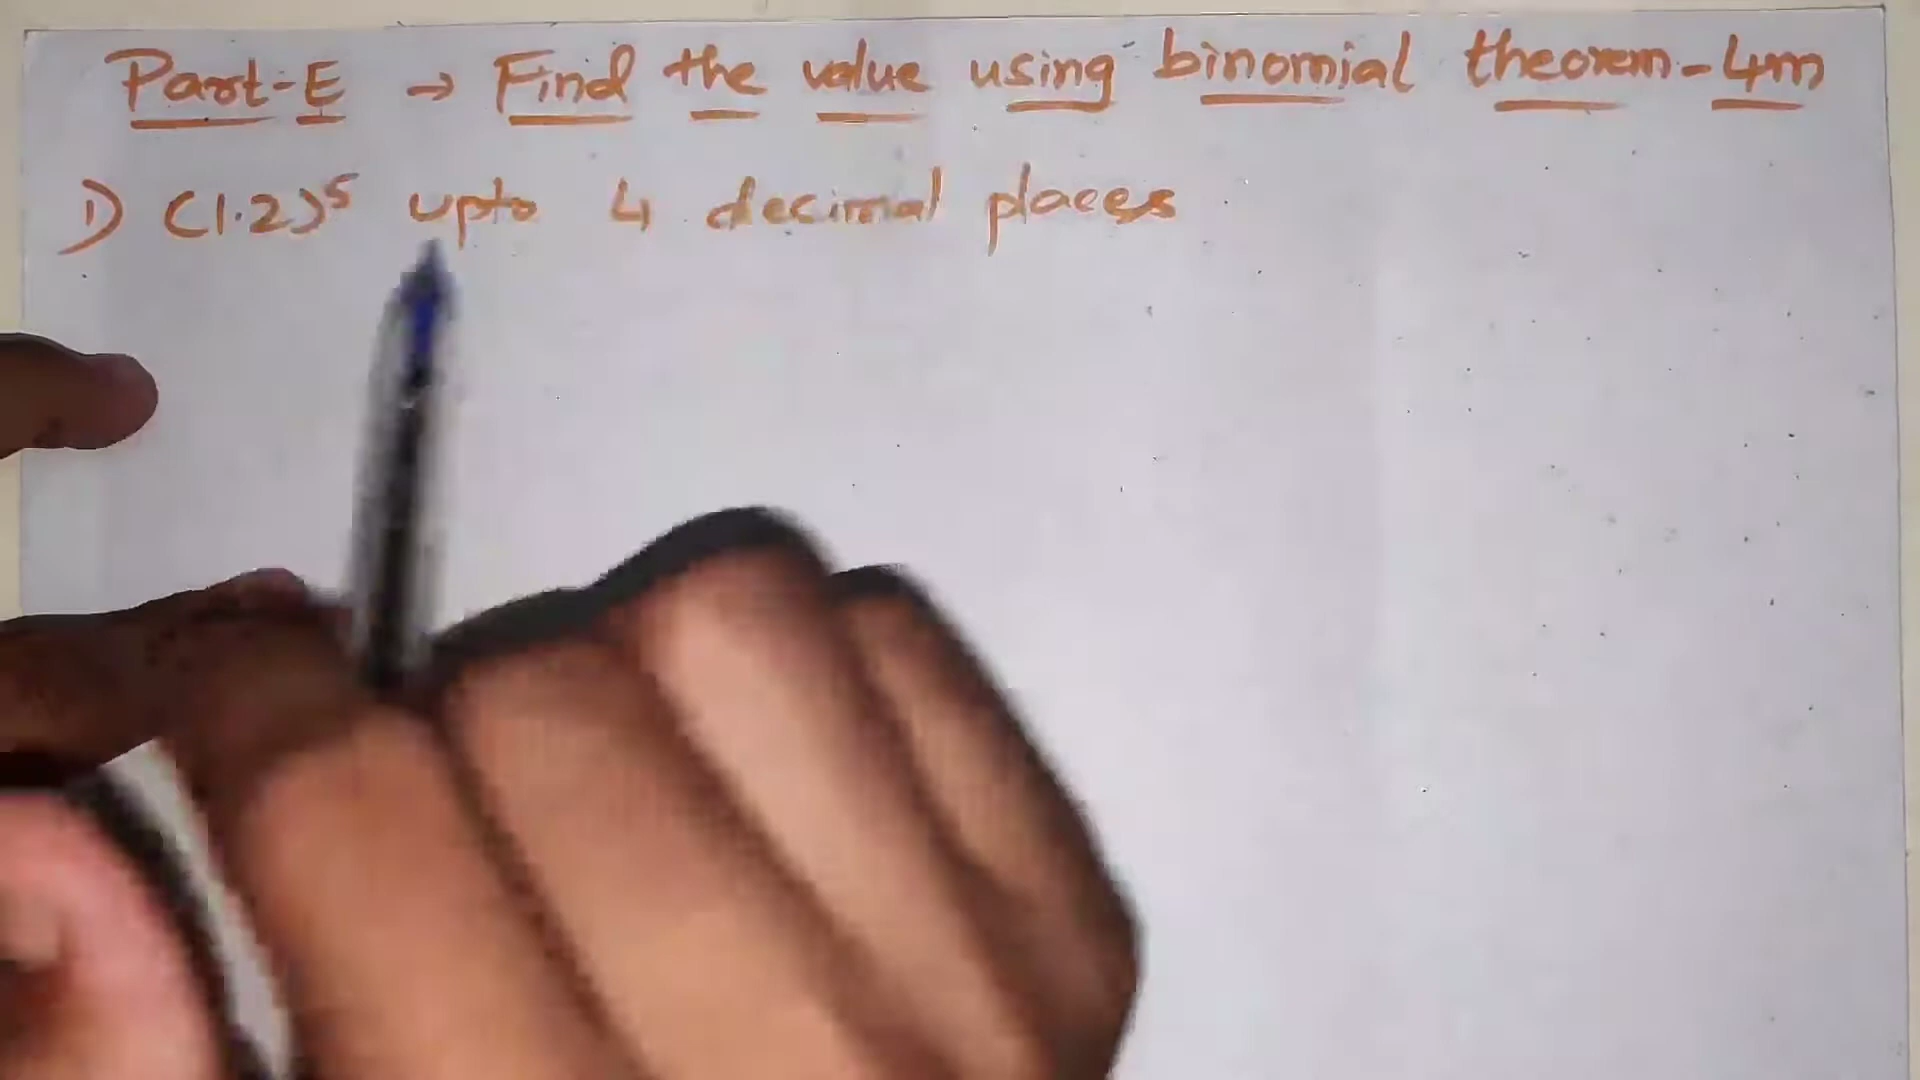 Part-E → Find the value using binomial theorem - 4m
1) (1.2)⁵ upto 4 decimal places